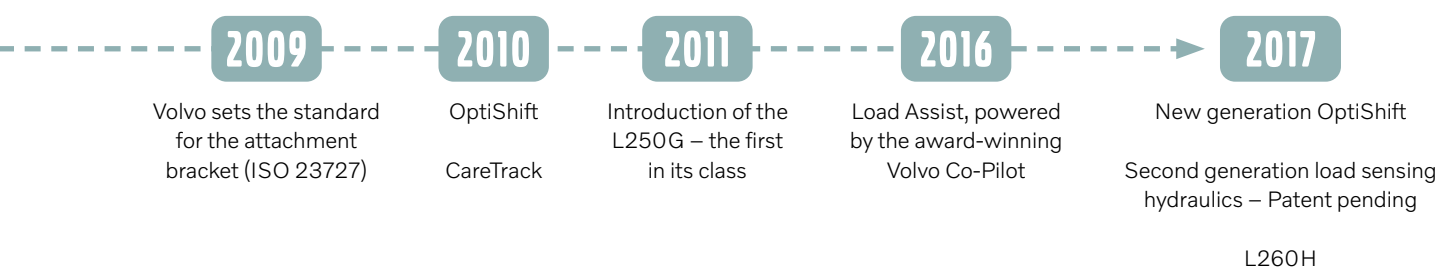 2009
Volvo sets the standard
for the attachment
bracket (ISO 23727)
2010
OptiShift
CareTrack
2011
Introduction of the
L250G – the first
in its class
2016
Load Assist, powered
by the award-winning
Volvo Co-Pilot
2017
New generation OptiShift
Second generation load sensing
hydraulics – Patent pending
L260H